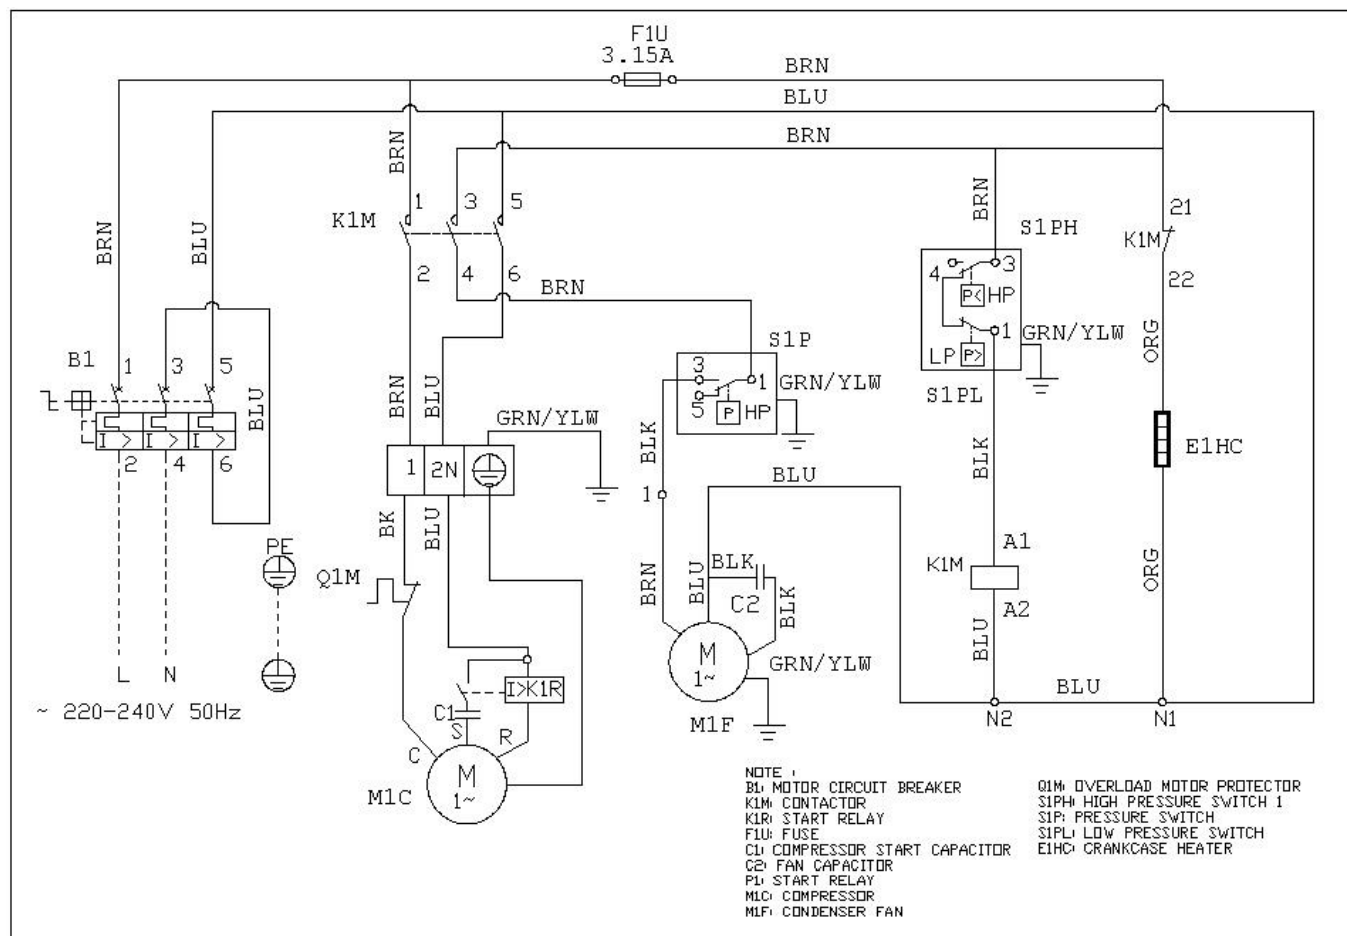 F1U
3.15A
BRN
BLU
BRN
BRN
1
3
5
K1M
2
4
6
BRN
BRN
BLU
BRN
S1PH
21
K1M
22
4
3
P<
HP
1
LP
P>
GRN/YLW
S1PL
ORG
B1
1
3
5
BLU
I >
I >
I >
2
4
6
BRN
BLU
GRN/YLW
S1P
3
1
5
P
HP
GRN/YLW
BLK
BLK
E1HC
1
2N
1
BLU
BK
BLU
PE
Q1M
BRN
BLU
BLK
C2
BLK
A1
K1M
A2
BLU
ORG
L
N
~ 220-240V 50Hz
I>K1R
C1
S
R
C
M
1~
M1C
M
1~
M1F
GRN/YLW
BLU
N2
N1
NOTE :
B1: MOTOR CIRCUIT BREAKER
K1M: CONTACTOR
K1R: START RELAY
F1U: FUSE
C1: COMPRESSOR START CAPACITOR
C2: FAN CAPACITOR
P1: START RELAY
M1C: COMPRESSOR
M1F: CONDENSER FAN
Q1M: OVERLOAD MOTOR PROTECTOR
S1PH: HIGH PRESSURE SWITCH 1
S1P: PRESSURE SWITCH
S1PL: LOW PRESSURE SWITCH
E1HC: CRANKCASE HEATER